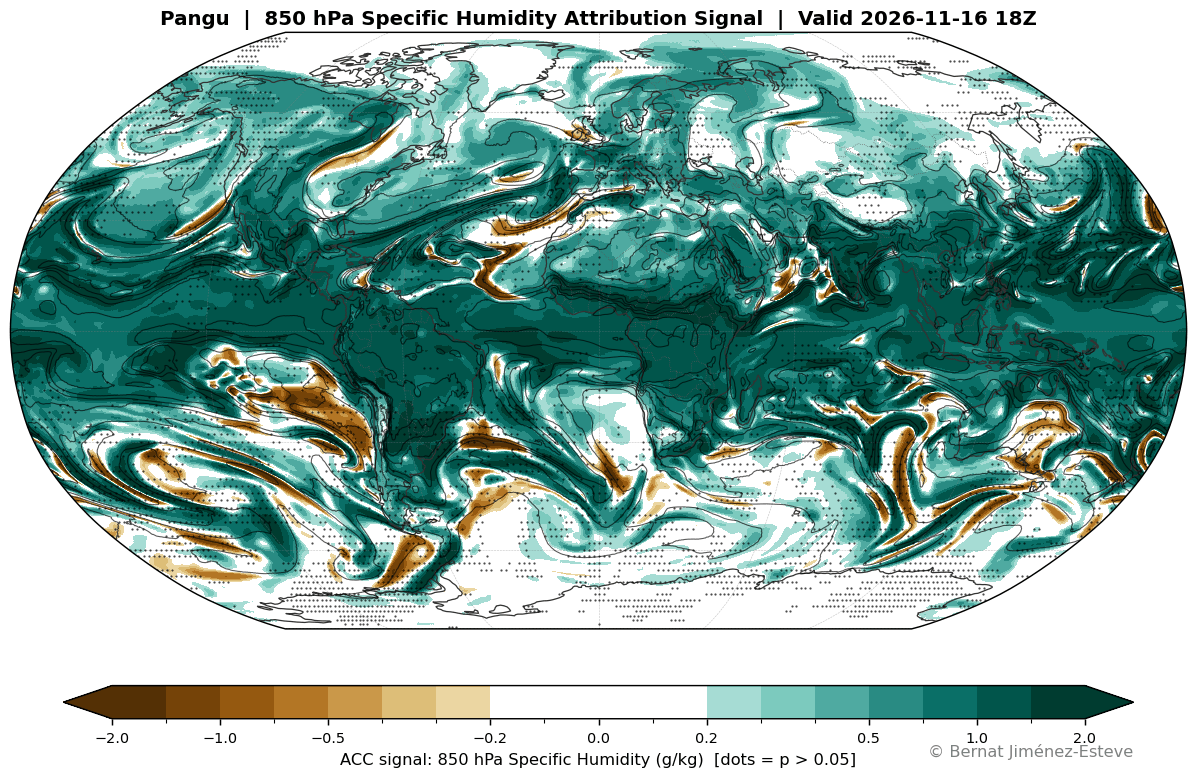 Pangu | 850 hPa Specific Humidity Attribution Signal | Valid 2026-11-16 18Z
−2.0 −1.0 −0.5 −0.2 0.0 0.2 0.5 1.0 2.0
ACC signal: 850 hPa Specific Humidity (g/kg) [dots = p > 0.05]
© Bernat Jiménez-Esteve